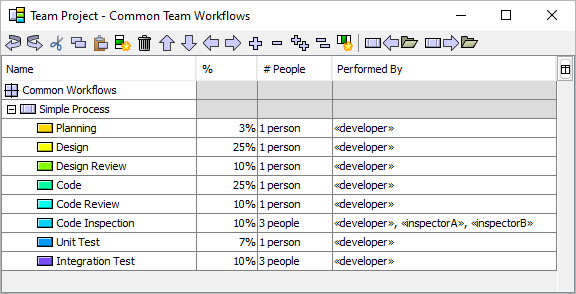 Team Project - Common Team Workflows
Name % # People Performed By
Common Workflows
Simple Process
Planning 3% 1 person «developer»
Design 25% 1 person «developer»
Design Review 10% 1 person «developer»
Code 25% 1 person «developer»
Code Review 10% 1 person «developer»
Code Inspection 10% 3 people «developer», «inspectorA», «inspectorB»
Unit Test 7% 1 person «developer»
Integration Test 10% 3 people «developer»